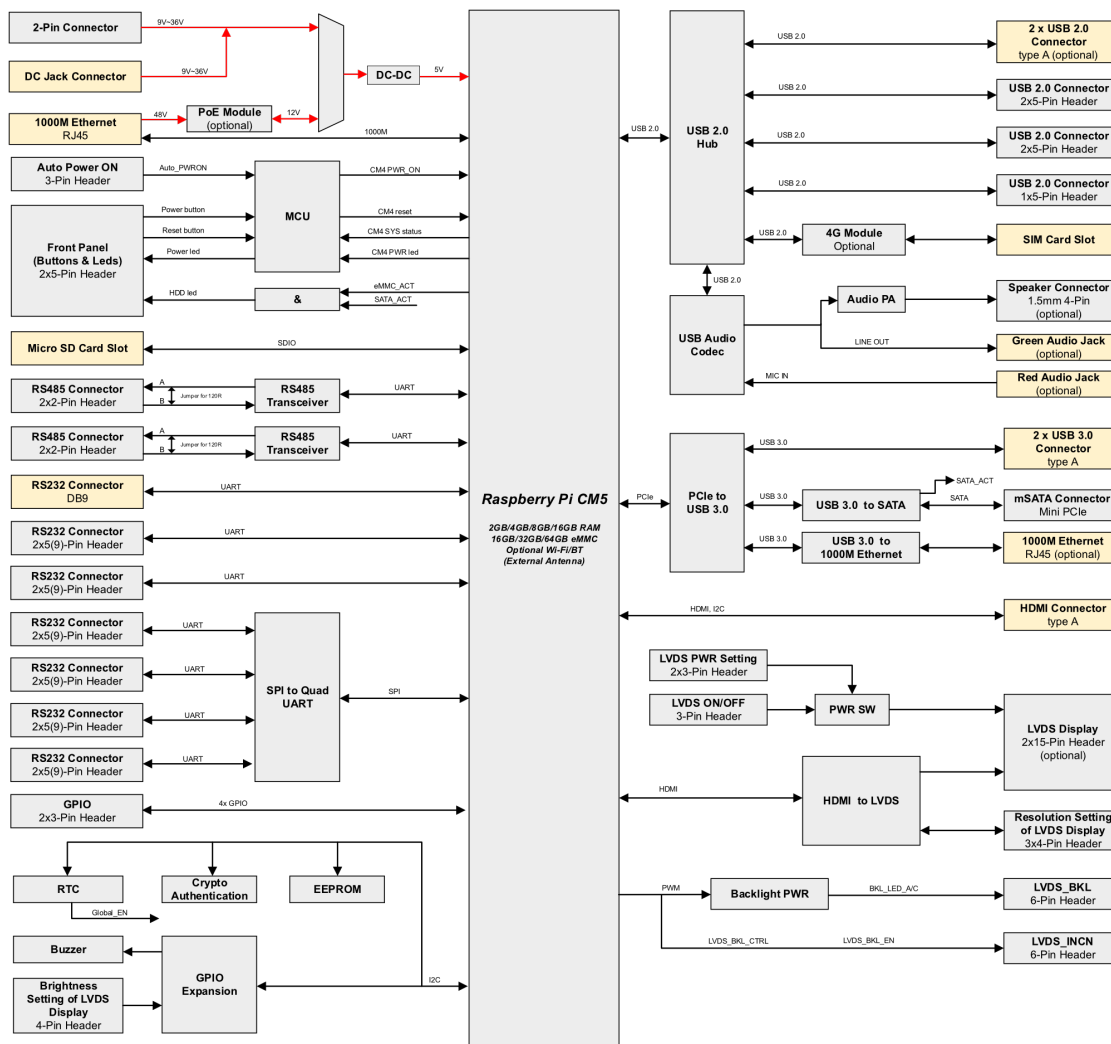 2-Pin Connector
9V~36V
DC Jack Connector
9V~36V
DC-DC
5V
1000M Ethernet
RJ45
48V
PoE Module
(optional)
12V
1000M
Auto Power ON
3-Pin Header
Auto_PWRON
MCU
CM4 PWR_ON
Front Panel
(Buttons & Leds)
2x5-Pin Header
Power button
Reset button
Power led
HDD led
CM4 reset
CM4 SYS status
CM4 PWR led
&
eMMC_ACT
SATA_ACT
Micro SD Card Slot
SDIO
RS485 Connector
2x2-Pin Header
A
B
Jumper for 120R
RS485
Transceiver
UART
RS485 Connector
2x2-Pin Header
A
B
Jumper for 120R
RS485
Transceiver
UART
RS232 Connector
DB9
UART
RS232 Connector
2x5(9)-Pin Header
UART
RS232 Connector
2x5(9)-Pin Header
UART
RS232 Connector
2x5(9)-Pin Header
UART
RS232 Connector
2x5(9)-Pin Header
UART
RS232 Connector
2x5(9)-Pin Header
UART
RS232 Connector
2x5(9)-Pin Header
UART
SPI to Quad
UART
SPI
GPIO
2x3-Pin Header
4x GPIO
RTC
Crypto
Authentication
EEPROM
Global_EN
Buzzer
GPIO
Expansion
Brightness
Setting of LVDS
Display
4-Pin Header
I2C
Raspberry Pi CM5
2GB/4GB/8GB/16GB RAM
16GB/32GB/64GB eMMC
Optional Wi-Fi/BT
(External Antenna)
USB 2.0
USB 2.0
Hub
USB 2.0
2 x USB 2.0
Connector
type A (optional)
USB 2.0
USB 2.0 Connector
2x5-Pin Header
USB 2.0
USB 2.0 Connector
2x5-Pin Header
USB 2.0
USB 2.0 Connector
1x5-Pin Header
USB 2.0
4G Module
Optional
SIM Card Slot
USB 2.0
USB Audio
Codec
Audio PA
Speaker Connector
1.5mm 4-Pin
(optional)
LINE OUT
Green Audio Jack
(optional)
MIC IN
Red Audio Jack
(optional)
PCIe
PCIe to
USB 3.0
USB 3.0
2 x USB 3.0
Connector
type A
USB 3.0
USB 3.0 to SATA
SATA_ACT
SATA
mSATA Connector
Mini PCIe
USB 3.0
USB 3.0 to
1000M Ethernet
1000M Ethernet
RJ45 (optional)
HDMI, I2C
HDMI Connector
type A
LVDS PWR Setting
2x3-Pin Header
LVDS ON/OFF
3-Pin Header
PWR SW
LVDS Display
2x15-Pin Header
(optional)
HDMI
HDMI to LVDS
Resolution Setting
of LVDS Display
3x4-Pin Header
PWM
Backlight PWR
BKL_LED_A/C
LVDS_BKL
6-Pin Header
LVDS_BKL_CTRL
LVDS_BKL_EN
LVDS_INCN
6-Pin Header